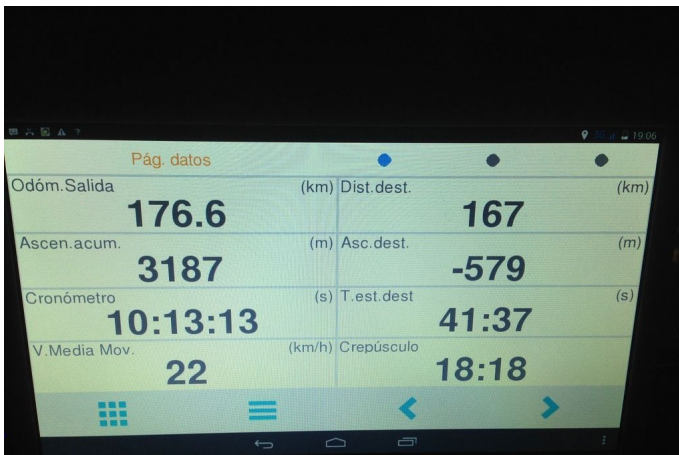 19:06
Pág. datos
Odóm.Salida (km) Dist.dest. (km)
176.6 167
Ascen.acum. (m) Asc.dest. (m)
3187 -579
Cronómetro (s) T.est.dest (s)
10:13:13 41:37
V.Media Mov. (km/h) Crepúsculo
22 18:18